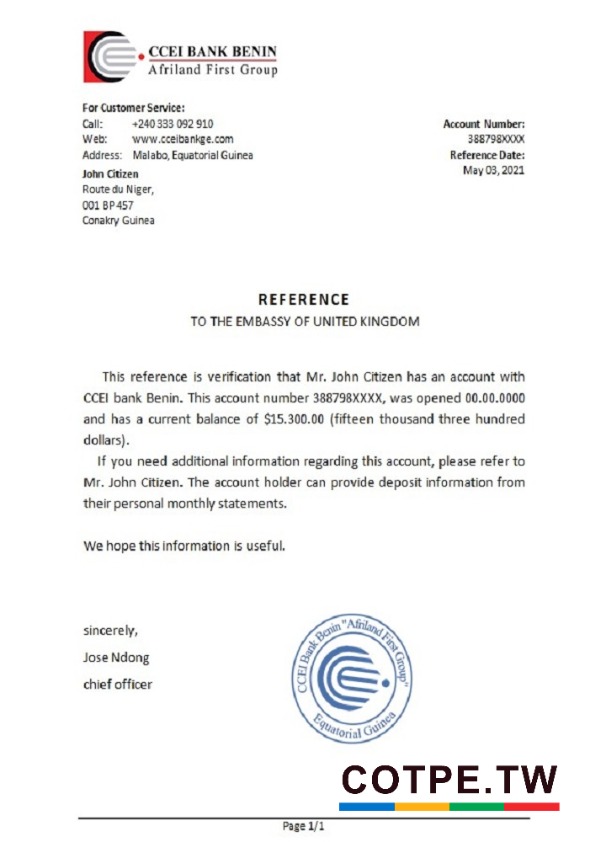 CCEI BANK BENIN
Afriland First Group
For Customer Service:
Call: +240 333 092 910
Web: www.cceibankge.com
Address: Malabo, Equatorial Guinea
John Citizen
Route du Niger,
001 BP 457
Conakry Guinea
Account Number:
388798XXXX
Reference Date:
May 03, 2021
REFERENCE
TO THE EMBASSY OF UNITED KINGDOM
This reference is verification that Mr. John Citizen has an account with
CCEI bank Benin. This account number 388798XXXX, was opened 00.00.0000
and has a current balance of $15.300.00 (fifteen thousand three hundred
dollars).
If you need additional information regarding this account, please refer to
Mr. John Citizen. The account holder can provide deposit information from
their personal monthly statements.
We hope this information is useful.
sincerely,
Jose Ndong
chief officer
CCEI Bank Benin "Afriland First Group"
Equatorial Guinea
COTPE.TW
Page 1/1